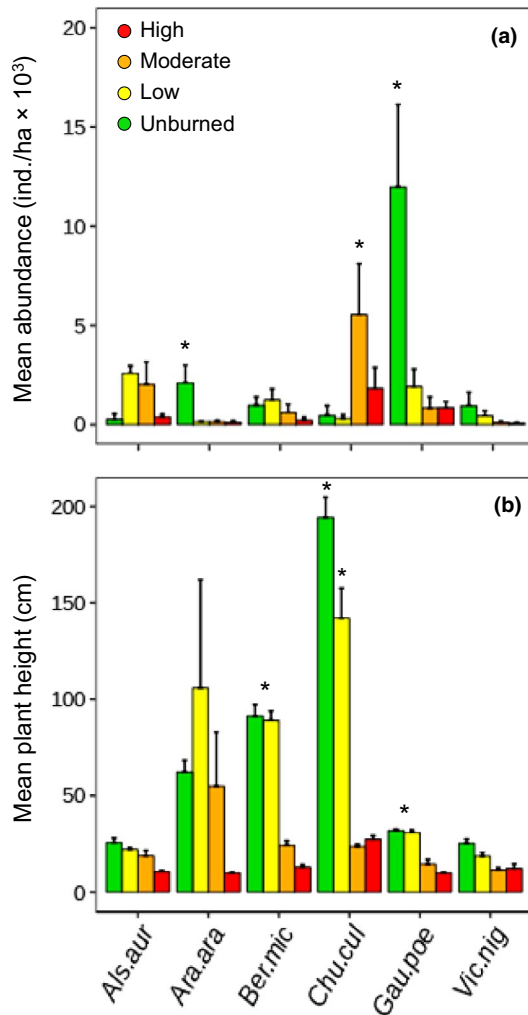 Mean abundance (ind./ha × 10³)
20
15
10
5
0
High
Moderate
Low
Unburned
(a)
*
*
*
Mean plant height (cm)
200
150
100
50
0
(b)
*
*
*
*
Als.aur
Ara.ara
Ber.mic
Chu.cul
Gau.poe
Vic.nig